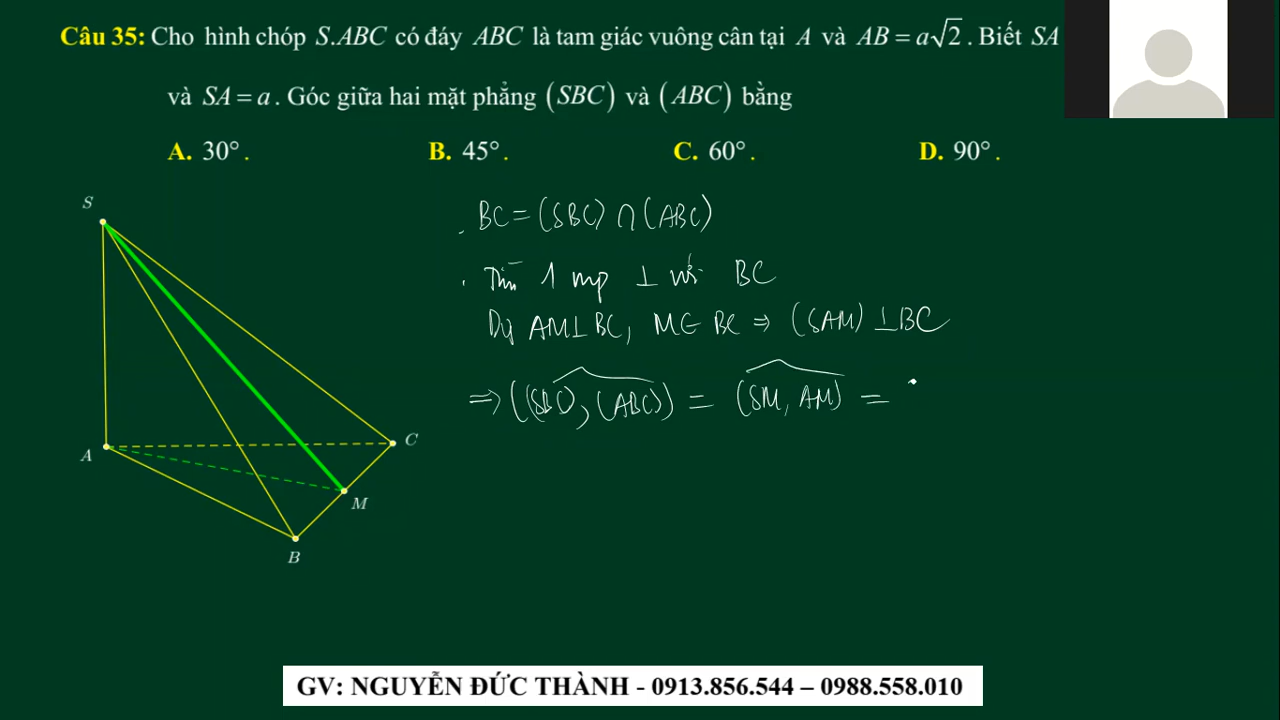 Câu 35: Cho hình chóp S.ABC có đáy ABC là tam giác vuông cân tại A và AB = a√2. Biết SA
và SA = a. Góc giữa hai mặt phẳng (SBC) và (ABC) bằng
A. 30°. B. 45°. C. 60°. D. 90°.
S
A
C
M
B
BC = (SBC) ∩ (ABC)
1 mp ⊥ với BC
AM ⊥ BC, M ∈ BC ⇒ (SAM) ⊥ BC
⇒ ((SBC), (ABC)) = (SM, AM) =
GV: NGUYỄN ĐỨC THÀNH - 0913.856.544 – 0988.558.010